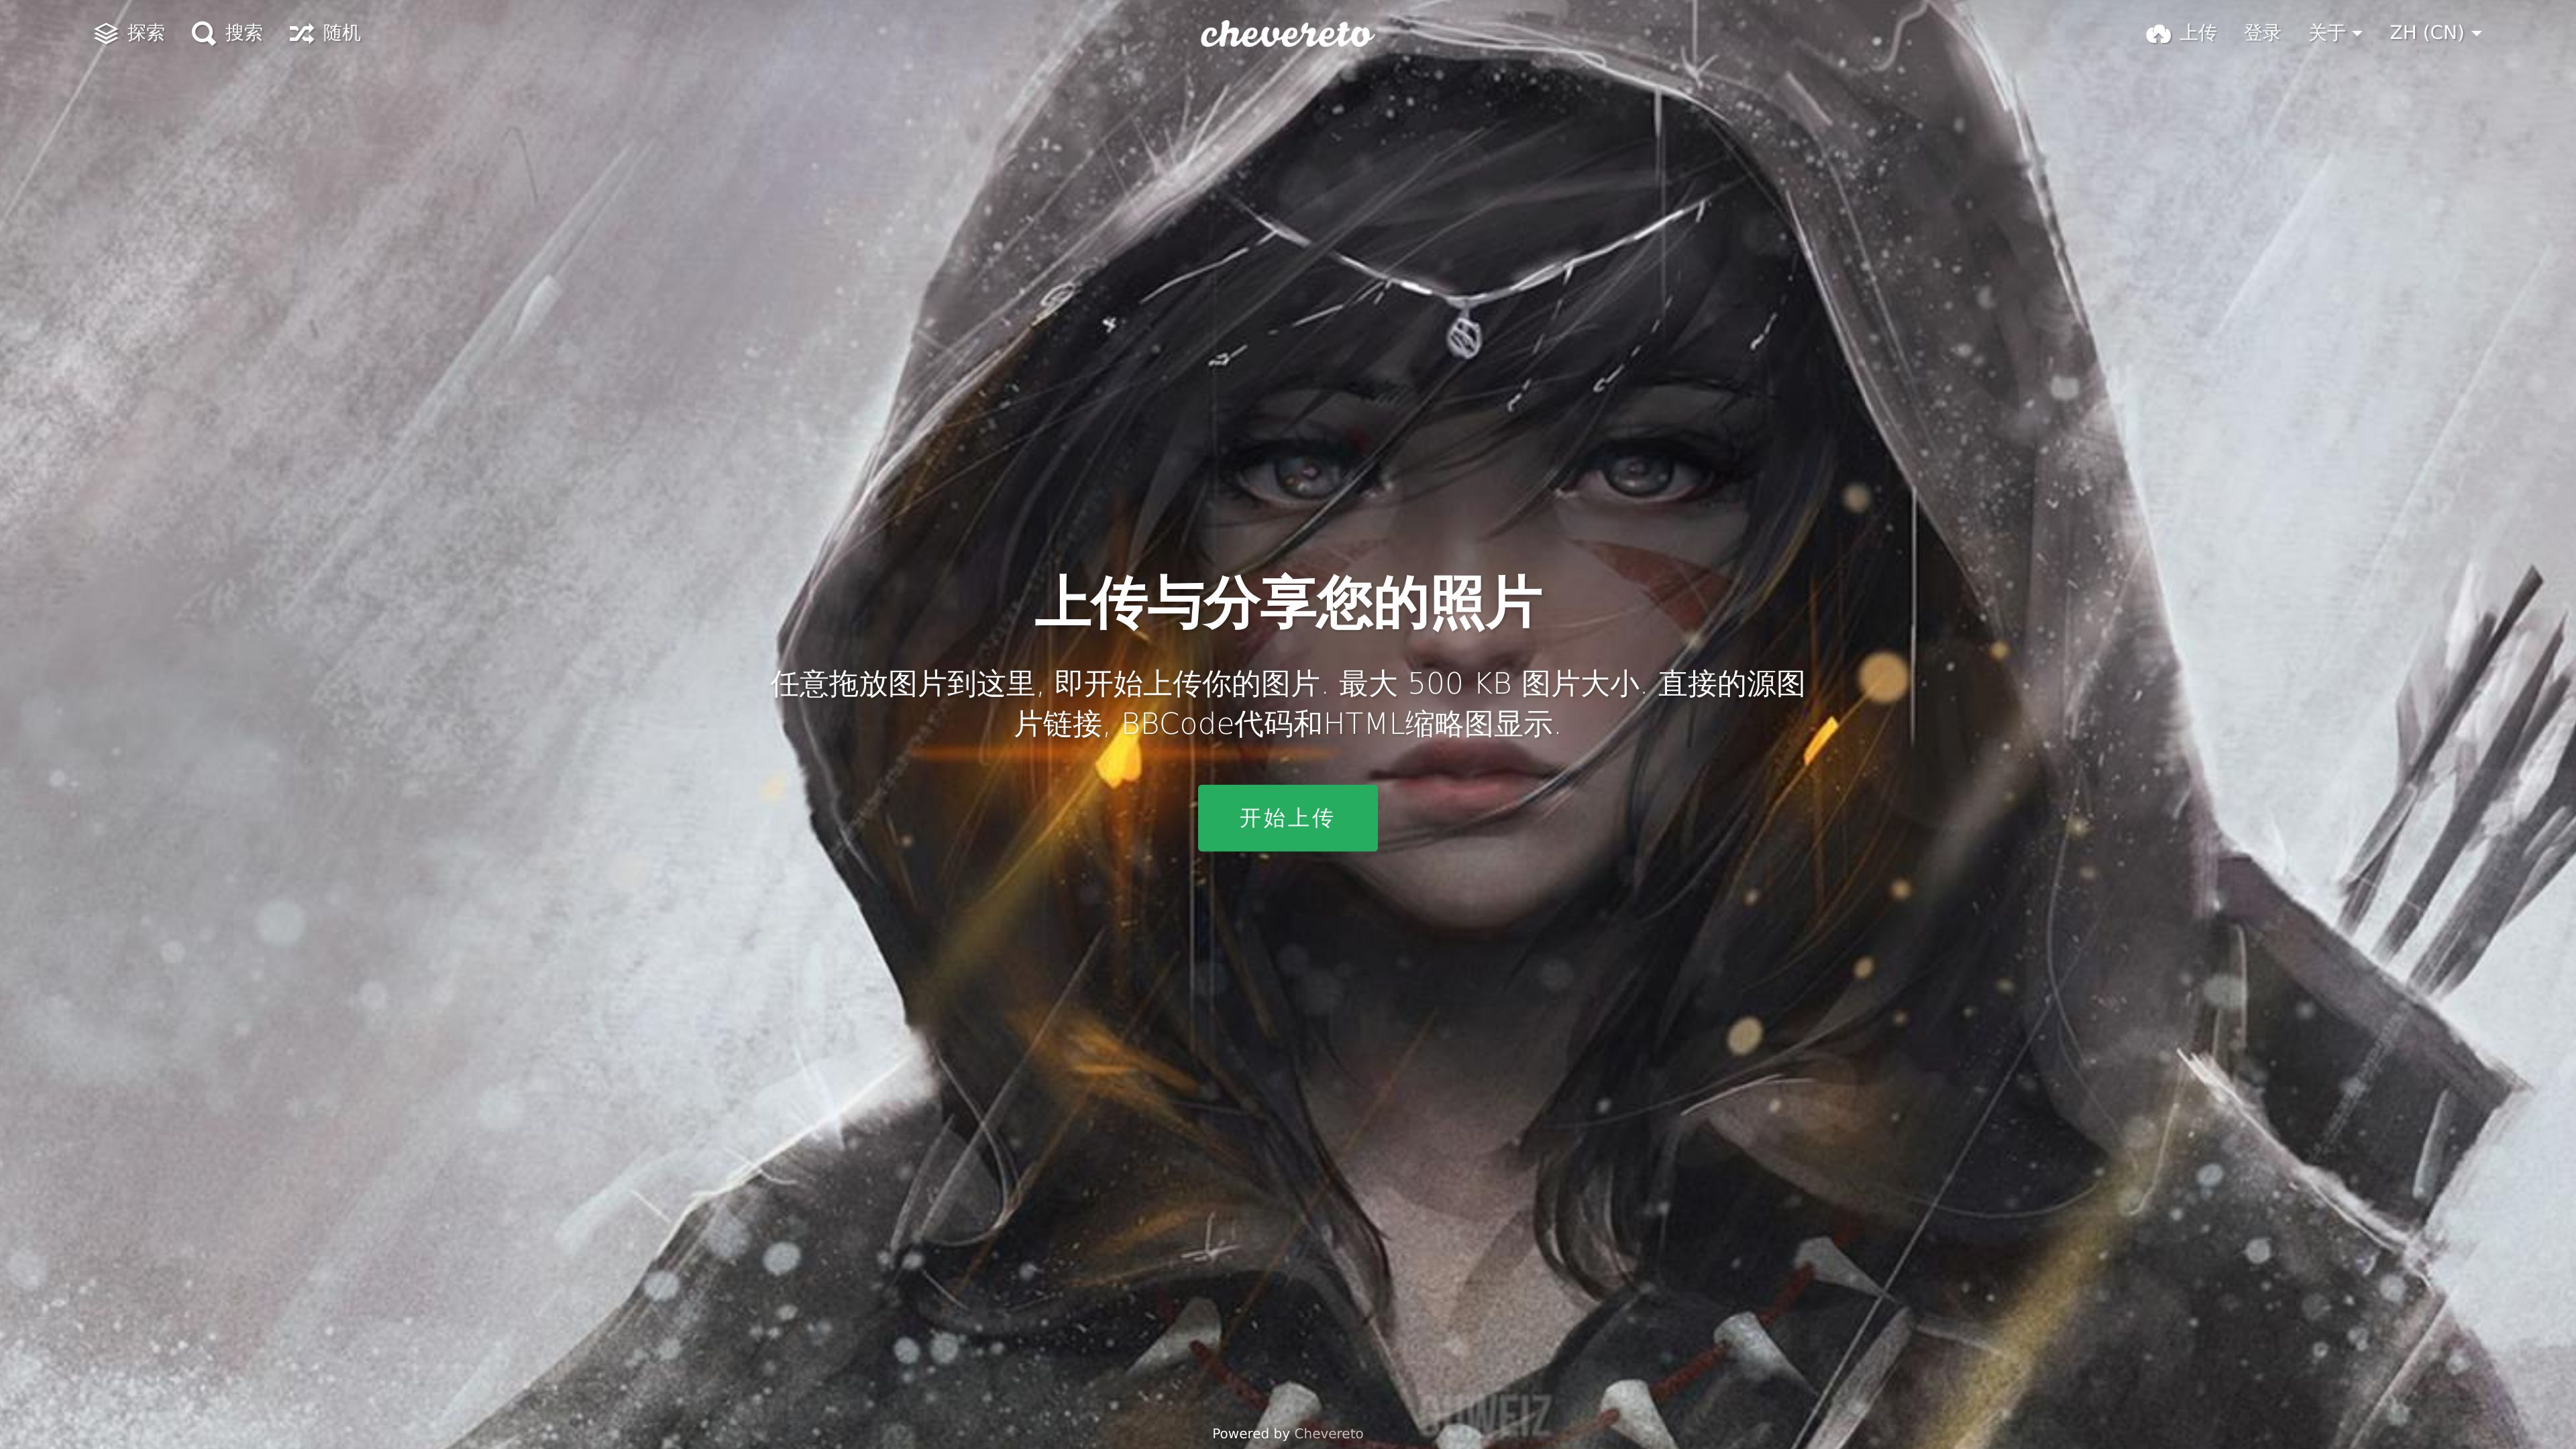 探索 搜索 随机 chevereto 上传 登录 关于 ZH (CN)
上传与分享您的照片
任意拖放图片到这里, 即开始上传你的图片. 最大 500 KB 图片大小. 直接的源图
片链接, BBCode代码和HTML缩略图显示.
开始上传
GUWEIZ
Powered by Chevereto